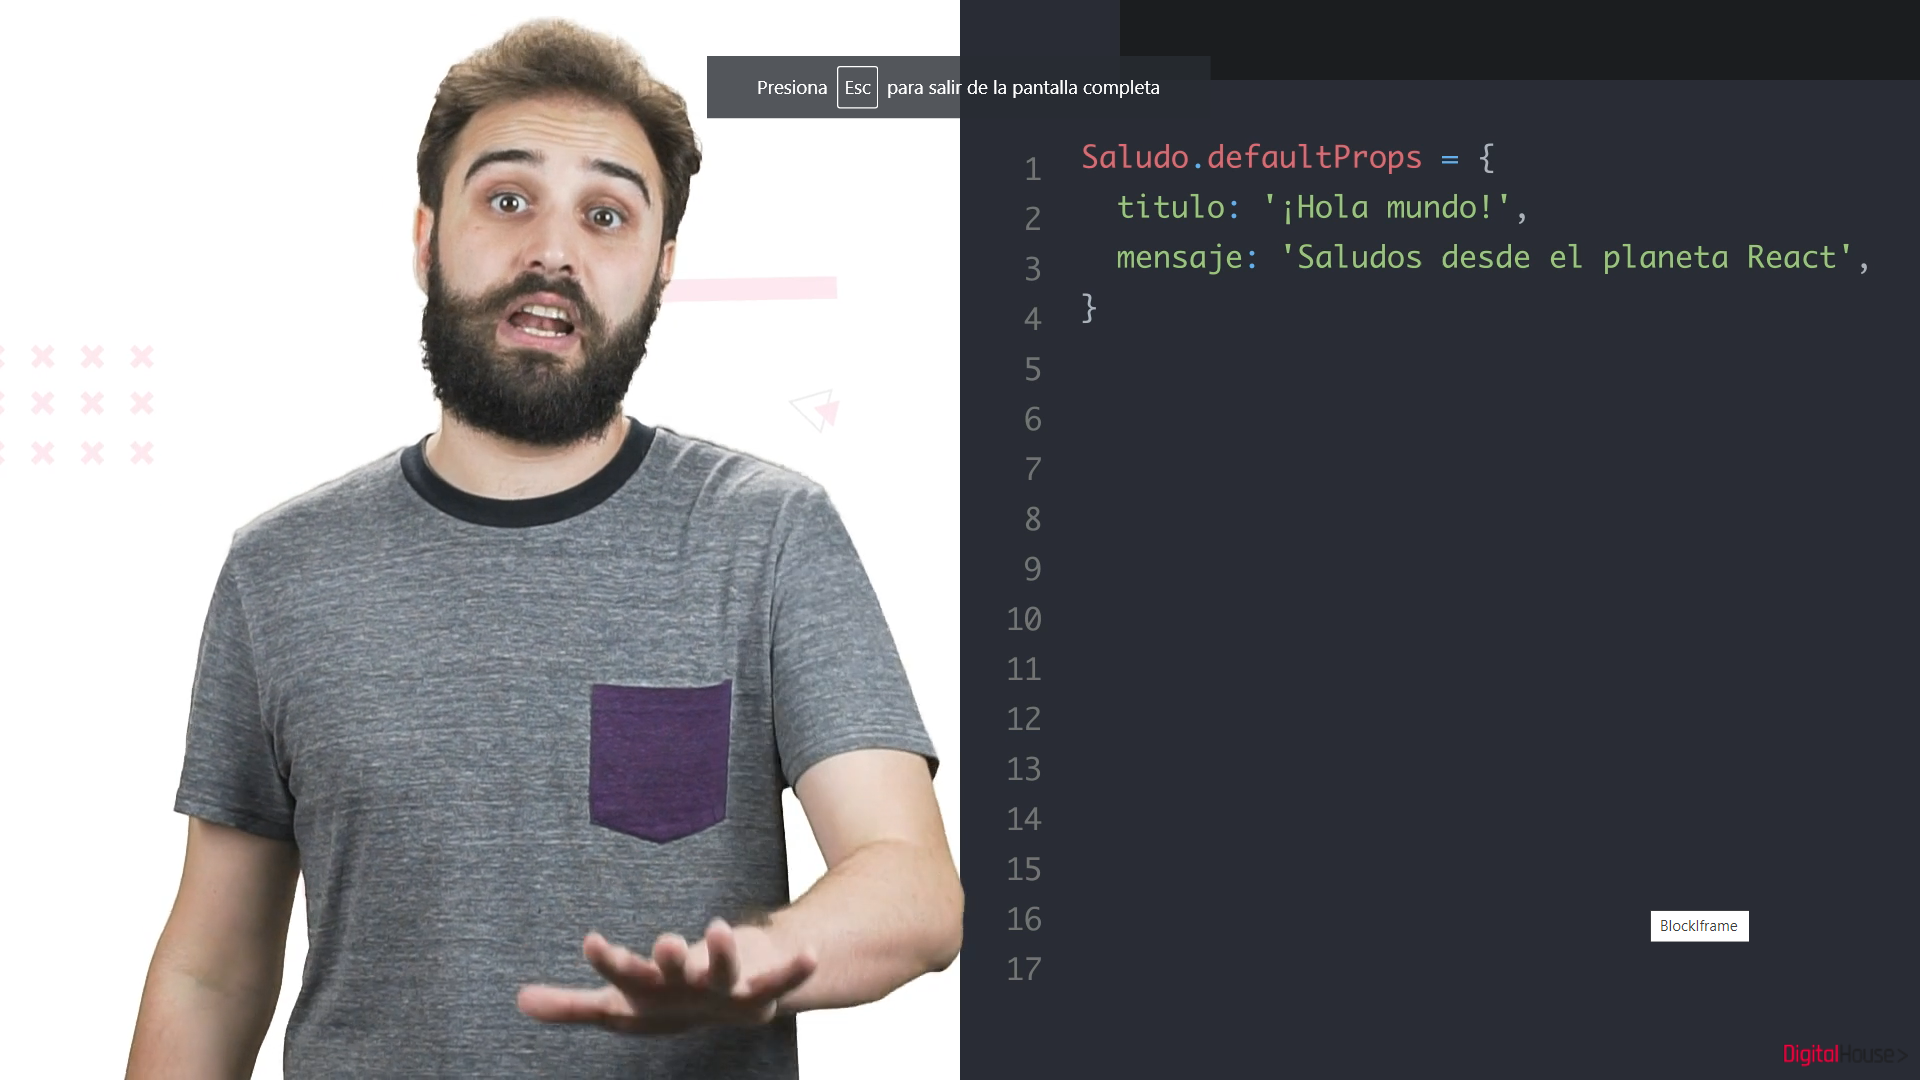 Presiona Esc para salir de la pantalla completa
1 Saludo.defaultProps = {
2 titulo: '¡Hola mundo!',
3 mensaje: 'Saludos desde el planeta React',
4 }
5
6
7
8
9
10
11
12
13
14
15
16
17
BlockIframe
DigitalHouse>